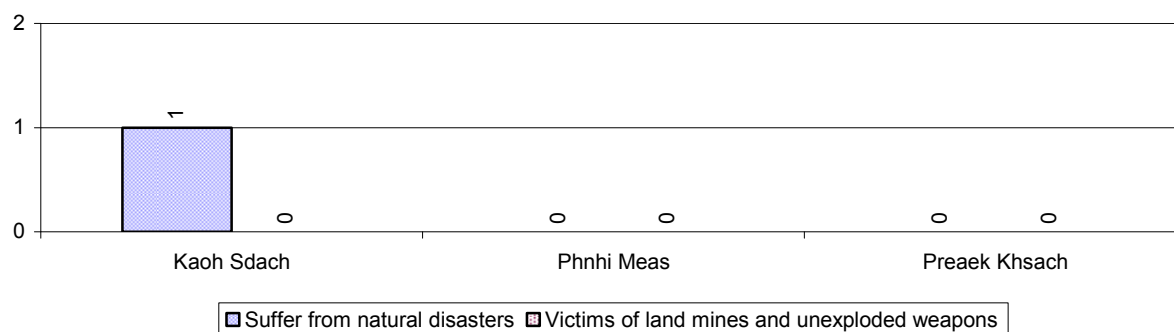 2
1
1
0
0
0
0
0
0
Kaoh Sdach
Phnhi Meas
Preaek Khsach
Suffer from natural disasters
Victims of land mines and unexploded weapons